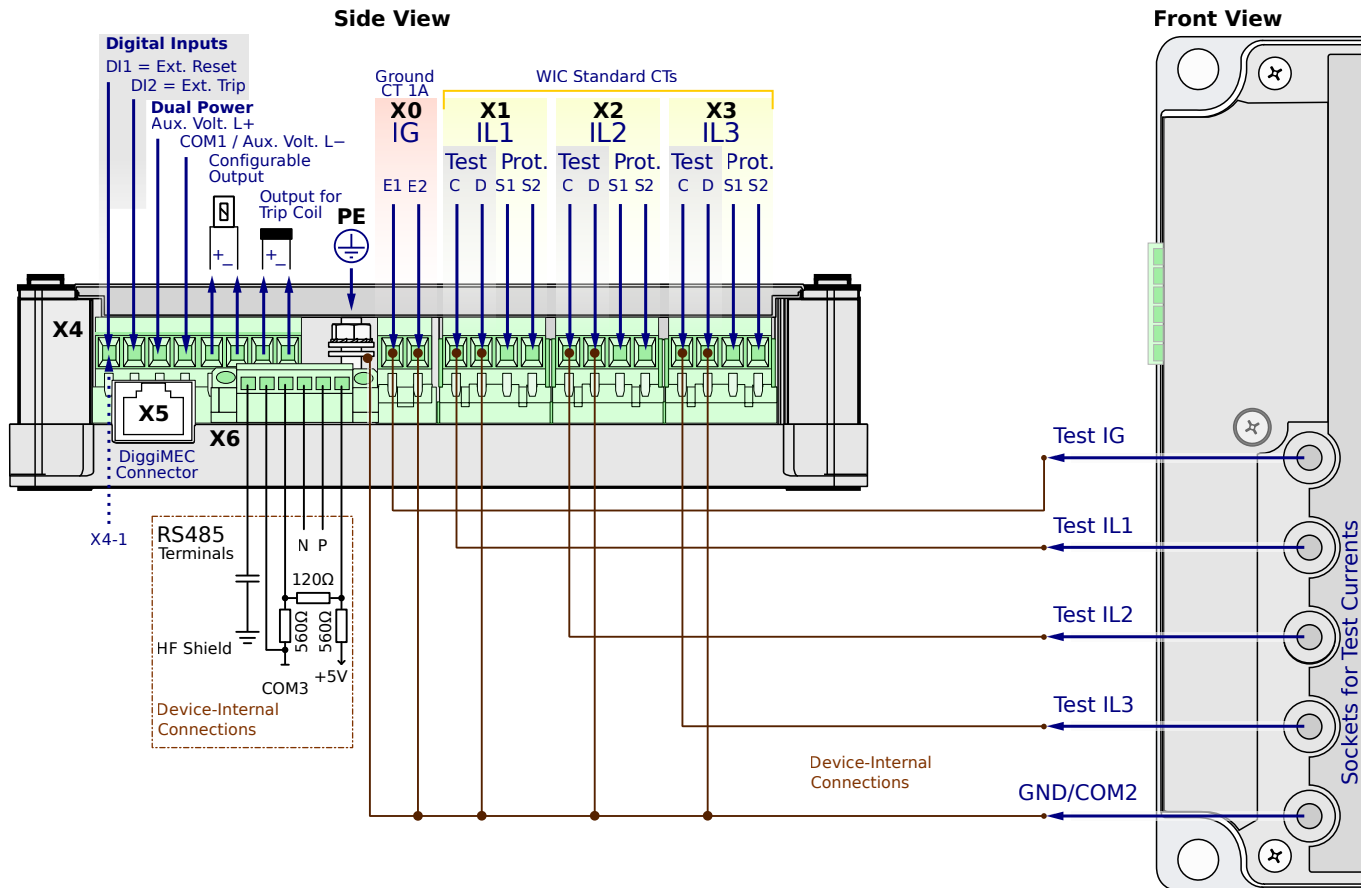 Side View
Front View
Digital Inputs
DI1 = Ext. Reset
DI2 = Ext. Trip
Dual Power
Aux. Volt. L+
COM1 / Aux. Volt. L−
Configurable
Output
Output for
Trip Coil
+
−
+
−
PE
Ground
CT 1A
X0
IG
E1 E2
WIC Standard CTs
X1
IL1
Test Prot.
C D S1 S2
X2
IL2
Test Prot.
C D S1 S2
X3
IL3
Test Prot.
C D S1 S2
X4
X5
X6
DiggiMEC
Connector
X4-1
RS485
Terminals
N P
120Ω
560Ω
560Ω
HF Shield
COM3
+5V
Device-Internal
Connections
Test IG
Test IL1
Test IL2
Test IL3
GND/COM2
Device-Internal
Connections
Sockets for Test Currents